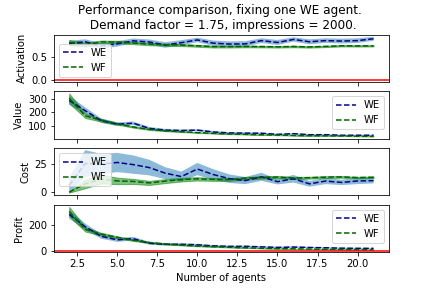 Performance comparison, fixing one WE agent.
Demand factor = 1.75, impressions = 2000.
Activation
0.5
0.0
WE
WF
Value
300
200
100
WE
WF
Cost
25
0
WE
WF
Profit
200
0
WE
WF
2.5 5.0 7.5 10.0 12.5 15.0 17.5 20.0
Number of agents